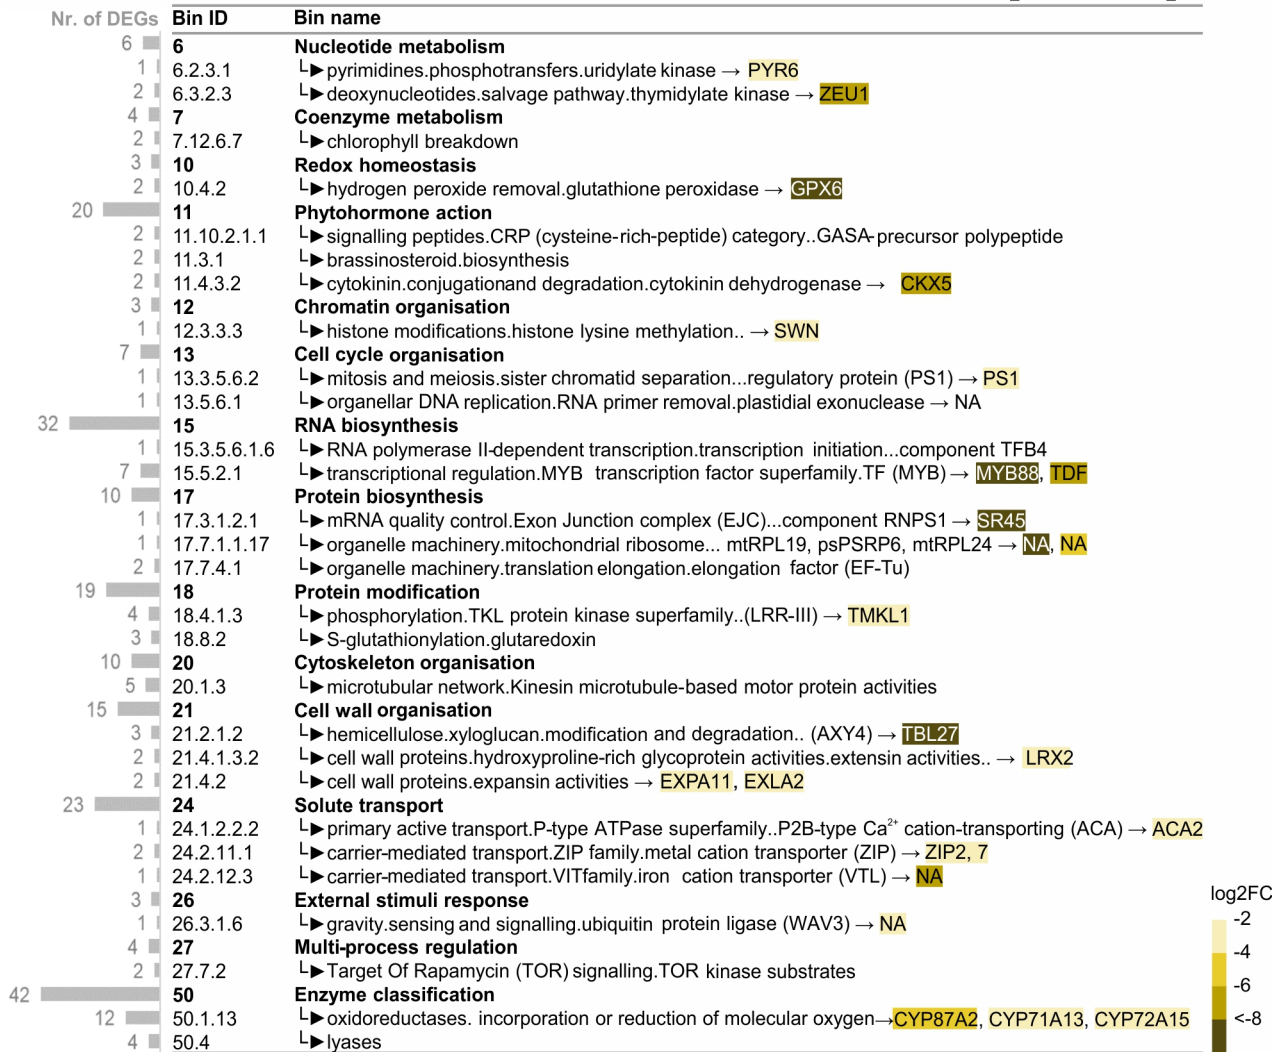 Nr. of DEGs Bin ID Bin name
6 6 Nucleotide metabolism
1 6.2.3.1 ┗►pyrimidines.phosphotransfers.uridylate kinase → PYR6
2 6.3.2.3 ┗►deoxynucleotides.salvage pathway.thymidylate kinase → ZEU1
4 7 Coenzyme metabolism
2 7.12.6.7 ┗►chlorophyll breakdown
3 10 Redox homeostasis
2 10.4.2 ┗►hydrogen peroxide removal.glutathione peroxidase → GPX6
20 11 Phytohormone action
2 11.10.2.1.1 ┗►signalling peptides.CRP (cysteine-rich-peptide) category..GASA-precursor polypeptide
2 11.3.1 ┗►brassinosteroid.biosynthesis
2 11.4.3.2 ┗►cytokinin.conjugationand degradation.cytokinin dehydrogenase → CKX5
3 12 Chromatin organisation
1 12.3.3.3 ┗►histone modifications.histone lysine methylation.. → SWN
7 13 Cell cycle organisation
1 13.3.5.6.2 ┗►mitosis and meiosis.sister chromatid separation...regulatory protein (PS1) → PS1
1 13.5.6.1 ┗►organellar DNA replication.RNA primer removal.plastidial exonuclease → NA
32 15 RNA biosynthesis
1 15.3.5.6.1.6 ┗►RNA polymerase II-dependent transcription.transcription initiation...component TFB4
7 15.5.2.1 ┗►transcriptional regulation.MYB transcription factor superfamily.TF (MYB) → MYB88, TDF
10 17 Protein biosynthesis
1 17.3.1.2.1 ┗►mRNA quality control.Exon Junction complex (EJC)...component RNPS1 → SR45
1 17.7.1.1.17 ┗►organelle machinery.mitochondrial ribosome... mtRPL19, psPSRP6, mtRPL24 → NA, NA
2 17.7.4.1 ┗►organelle machinery.translation elongation.elongation factor (EF-Tu)
19 18 Protein modification
4 18.4.1.3 ┗►phosphorylation.TKL protein kinase superfamily..(LRR-III) → TMKL1
3 18.8.2 ┗►S-glutathionylation.glutaredoxin
10 20 Cytoskeleton organisation
5 20.1.3 ┗►microtubular network.Kinesin microtubule-based motor protein activities
15 21 Cell wall organisation
3 21.2.1.2 ┗►hemicellulose.xyloglucan.modification and degradation.. (AXY4) → TBL27
2 21.4.1.3.2 ┗►cell wall proteins.hydroxyproline-rich glycoprotein activities.extensin activities.. → LRX2
2 21.4.2 ┗►cell wall proteins.expansin activities → EXPA11, EXLA2
23 24 Solute transport
1 24.1.2.2.2 ┗►primary active transport.P-type ATPase superfamily..P2B-type Ca²⁺ cation-transporting (ACA) → ACA2
2 24.2.11.1 ┗►carrier-mediated transport.ZIP family.metal cation transporter (ZIP) → ZIP2, 7
1 24.2.12.3 ┗►carrier-mediated transport.VITfamily.iron cation transporter (VTL) → NA
3 26 External stimuli response
1 26.3.1.6 ┗►gravity.sensing and signalling.ubiquitin protein ligase (WAV3) → NA
4 27 Multi-process regulation
2 27.7.2 ┗►Target Of Rapamycin (TOR) signalling.TOR kinase substrates
42 50 Enzyme classification
12 50.1.13 ┗►oxidoreductases. incorporation or reduction of molecular oxygen→CYP87A2, CYP71A13, CYP72A15
4 50.4 ┗►lyases
log2FC
-2
-4
-6
<-8